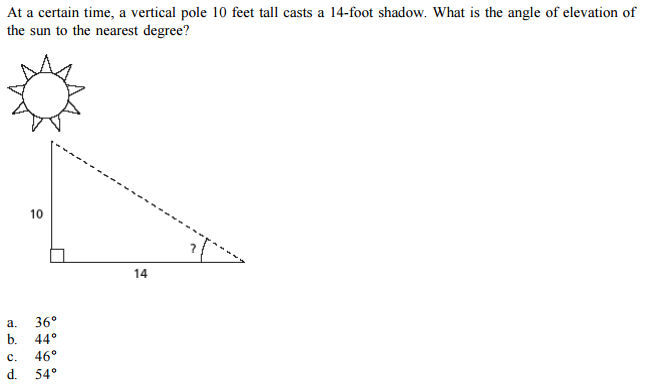 At a certain time, a vertical pole 10 feet tall casts a 14-foot shadow. What is the angle of elevation of
the sun to the nearest degree?
10
?
14
a. 36°
b. 44°
c. 46°
d. 54°